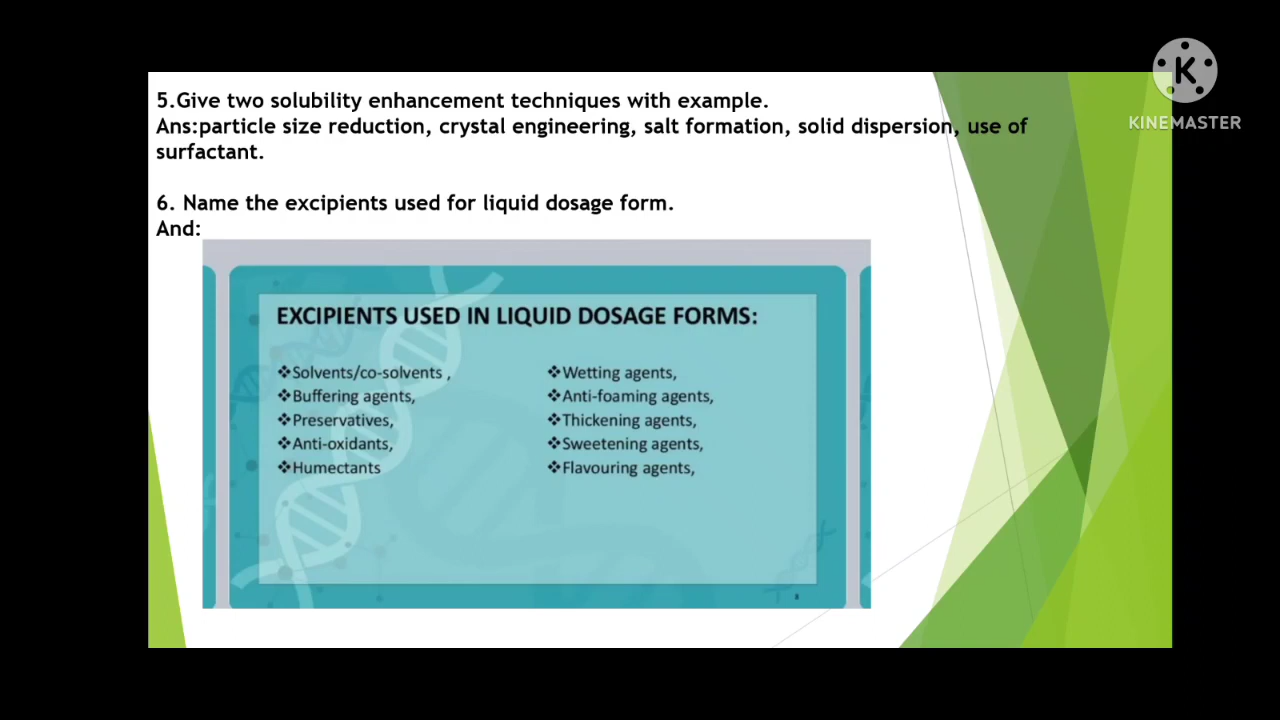 5.Give two solubility enhancement techniques with example.
Ans:particle size reduction, crystal engineering, salt formation, solid dispersion, use of
surfactant.
6. Name the excipients used for liquid dosage form.
And:
EXCIPIENTS USED IN LIQUID DOSAGE FORMS:
❖Solvents/co-solvents ,
❖Buffering agents,
❖Preservatives,
❖Anti-oxidants,
❖Humectants
❖Wetting agents,
❖Anti-foaming agents,
❖Thickening agents,
❖Sweetening agents,
❖Flavouring agents,
K
KINEMASTER